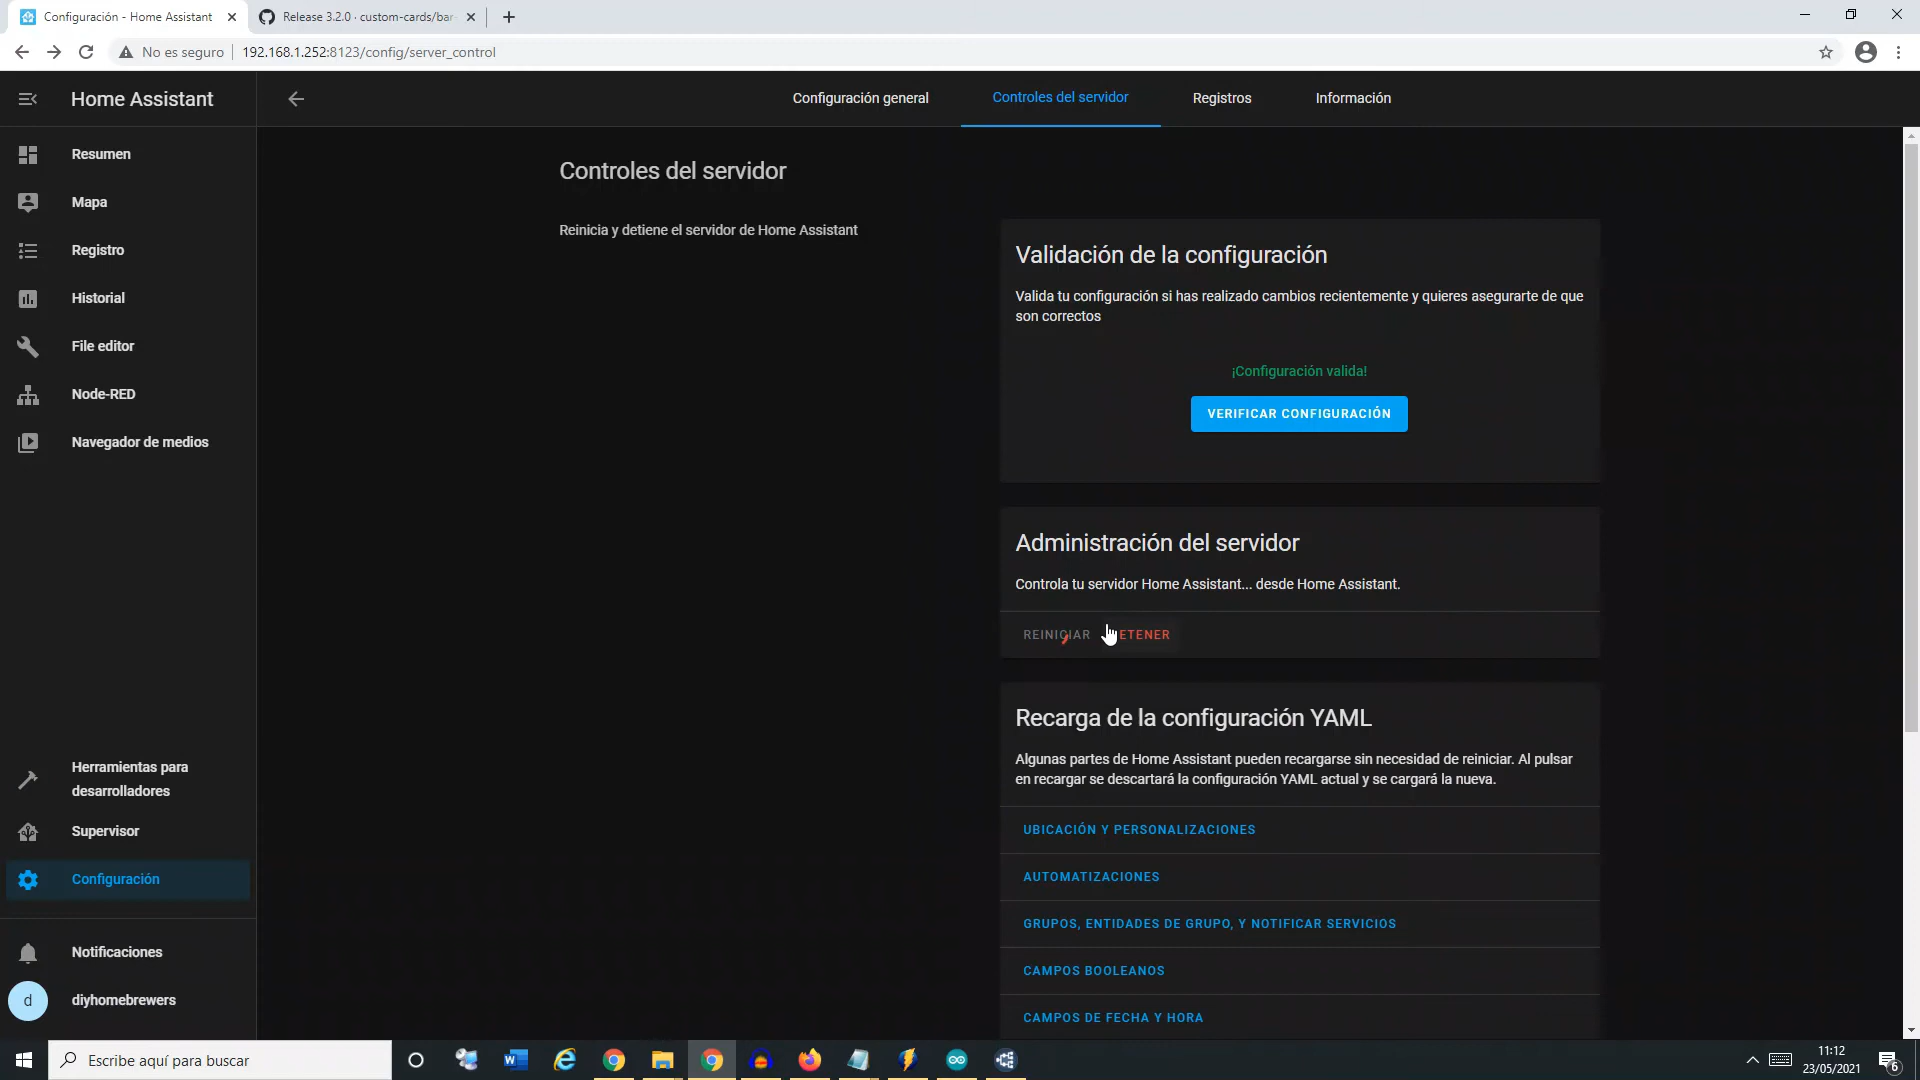 Configuración - Home Assistant
Release 3.2.0 · custom-cards/bar
No es seguro
192.168.1.252:8123/config/server_control
Home Assistant
Configuración general
Controles del servidor
Registros
Información
Resumen
Mapa
Registro
Historial
File editor
Node-RED
Navegador de medios
Herramientas para
desarrolladores
Supervisor
Configuración
Notificaciones
d
diyhomebrewers
Controles del servidor
Reinicia y detiene el servidor de Home Assistant
Validación de la configuración
Valida tu configuración si has realizado cambios recientemente y quieres asegurarte de que
son correctos
¡Configuración valida!
VERIFICAR CONFIGURACIÓN
Administración del servidor
Controla tu servidor Home Assistant... desde Home Assistant.
REINICIAR
ETENER
Recarga de la configuración YAML
Algunas partes de Home Assistant pueden recargarse sin necesidad de reiniciar. Al pulsar
en recargar se descartará la configuración YAML actual y se cargará la nueva.
UBICACIÓN Y PERSONALIZACIONES
AUTOMATIZACIONES
GRUPOS, ENTIDADES DE GRUPO, Y NOTIFICAR SERVICIOS
CAMPOS BOOLEANOS
CAMPOS DE FECHA Y HORA
Escribe aquí para buscar
11:12
23/05/2021
6